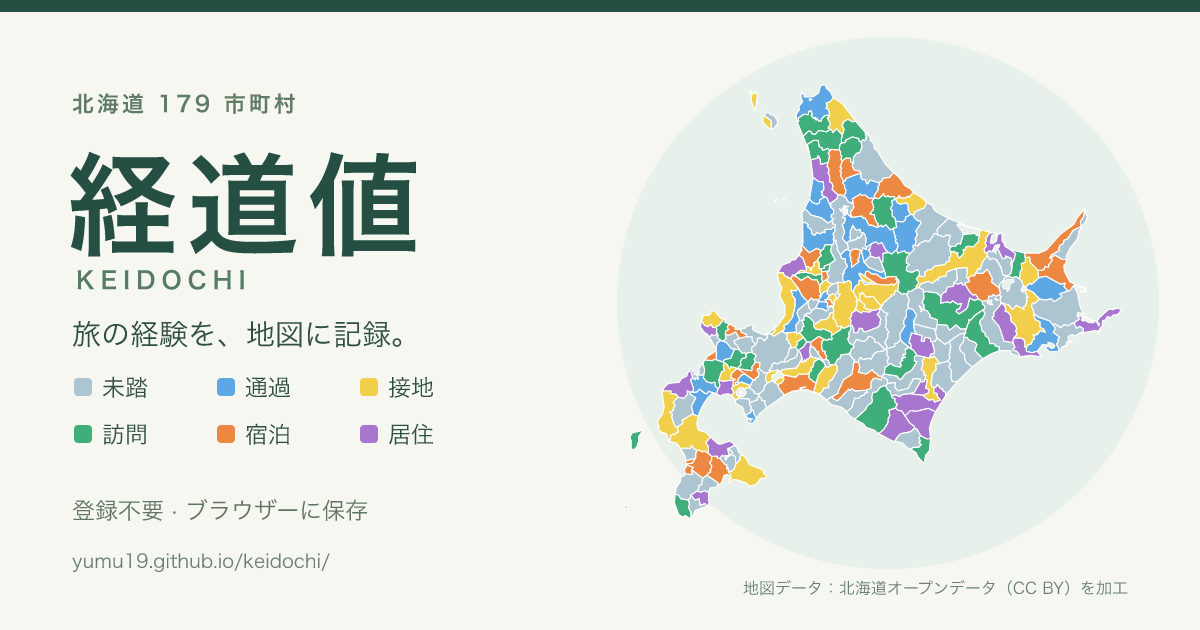 北海道 179 市町村
経道値
KEIDOCHI
旅の経験を、地図に記録。
未踏 通過 接地
訪問 宿泊 居住
登録不要・ブラウザーに保存
yumu19.github.io/keidochi/
地図データ：北海道オープンデータ（CC BY）を加工